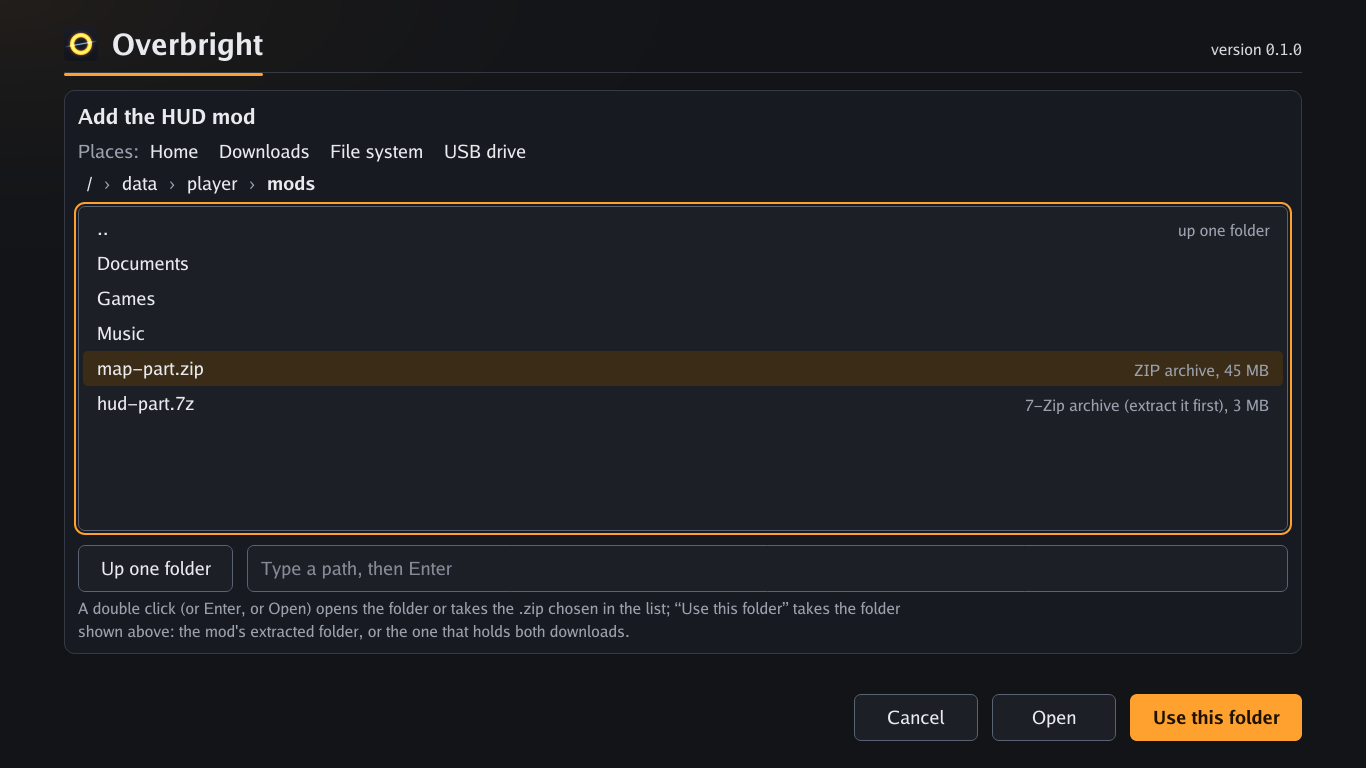 Overbright
version 0.1.0
Add the HUD mod
Places: Home Downloads File system USB drive
/ › data › player › mods
.. up one folder
Documents
Games
Music
map-part.zip ZIP archive, 45 MB
hud-part.7z 7-Zip archive (extract it first), 3 MB
Up one folder Type a path, then Enter
A double click (or Enter, or Open) opens the folder or takes the .zip chosen in the list; “Use this folder” takes the folder
shown above: the mod's extracted folder, or the one that holds both downloads.
Cancel Open Use this folder